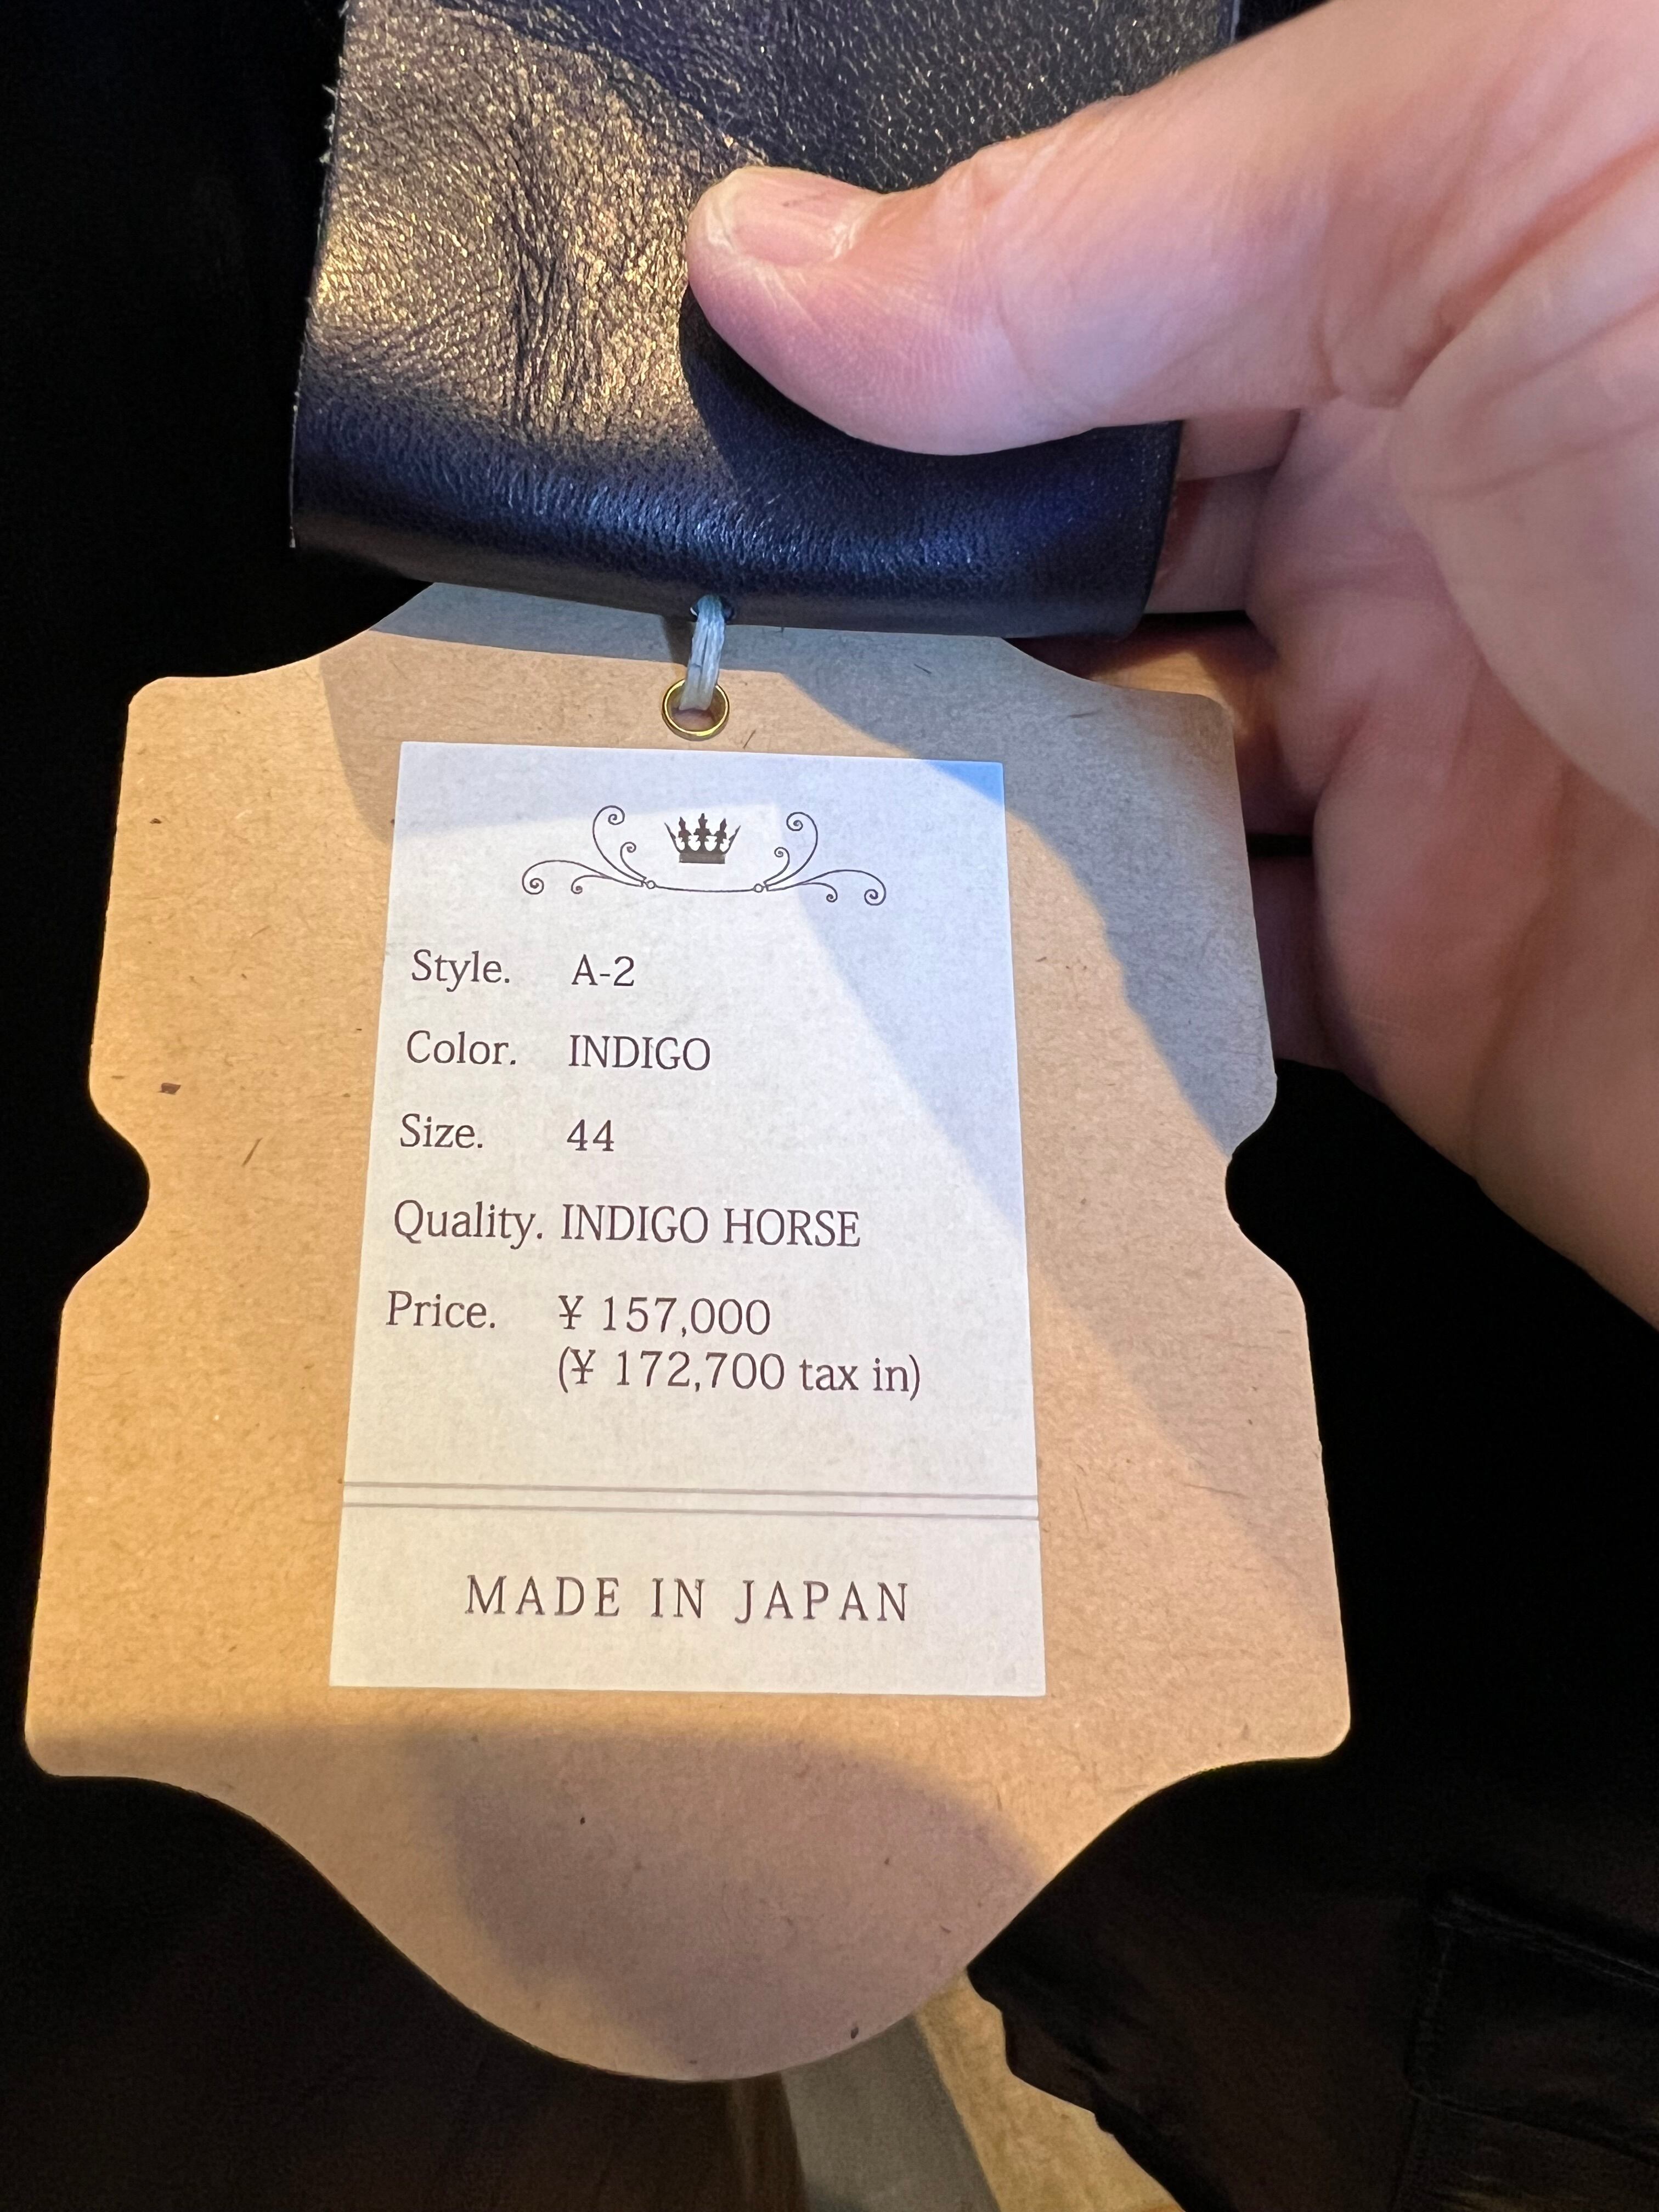 Style. A-2
Color. INDIGO
Size. 44
Quality. INDIGO HORSE
Price. ¥ 157,000
(¥ 172,700 tax in)
MADE IN JAPAN